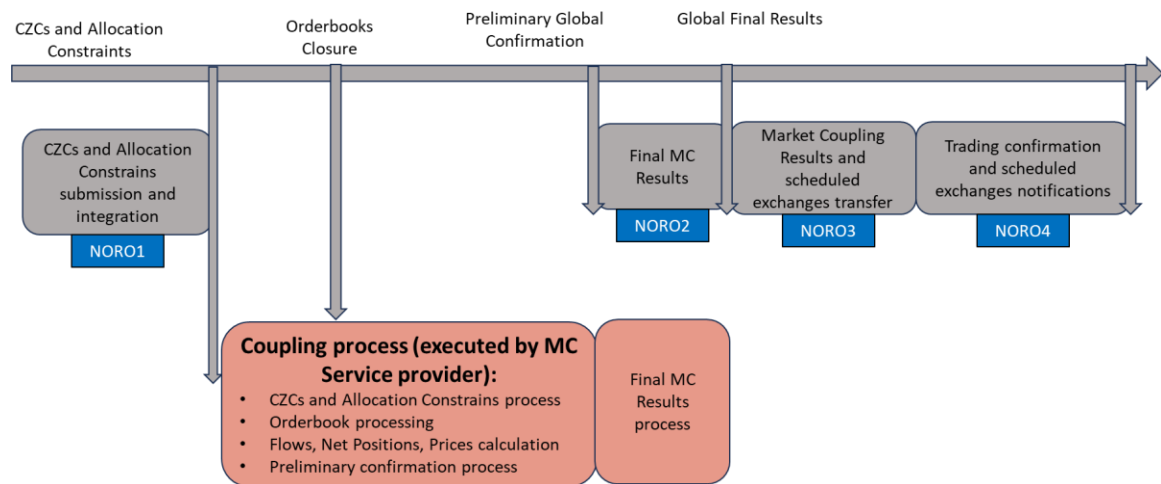 CZCs and Allocation
Constraints
Orderbooks
Closure
Preliminary Global
Confirmation
Global Final Results
CZCs and Allocation
Constrains
submission and
integration
NORO1
Final MC
Results
NORO2
Market Coupling
Results and
scheduled
exchanges transfer
NORO3
Trading confirmation
and scheduled
exchanges notifications
NORO4
Coupling process (executed by MC
Service provider):
• CZCs and Allocation Constrains process
• Orderbook processing
• Flows, Net Positions, Prices calculation
• Preliminary confirmation process
Final MC
Results
process